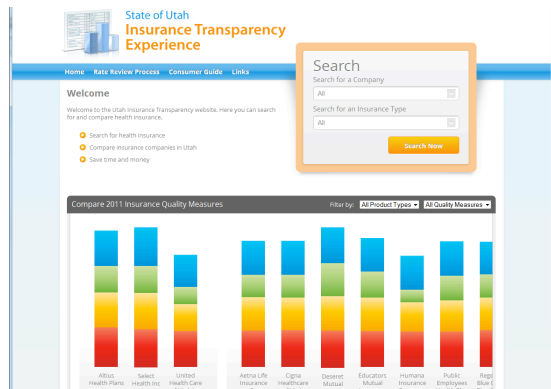 State of Utah
Insurance Transparency
Experience
Home Rate Review Process Consumer Guide Links
Search
Search for a Company
All
Search for an Insurance Type
All
Search Now
Welcome
Welcome to the Utah Insurance Transparency website. Here you can search
for and compare health insurance.
Search for health insurance
Compare insurance companies in Utah
Save time and money
Compare 2011 Insurance Quality Measures
Filter by: All Product Types All Quality Measures
Altius
Health Plans
Select
Health Inc
United
Health Care
Aetna Life
Insurance
Cigna
Healthcare
Deseret
Mutual
Educators
Mutual
Humana
Insurance
Public
Employees
Blue